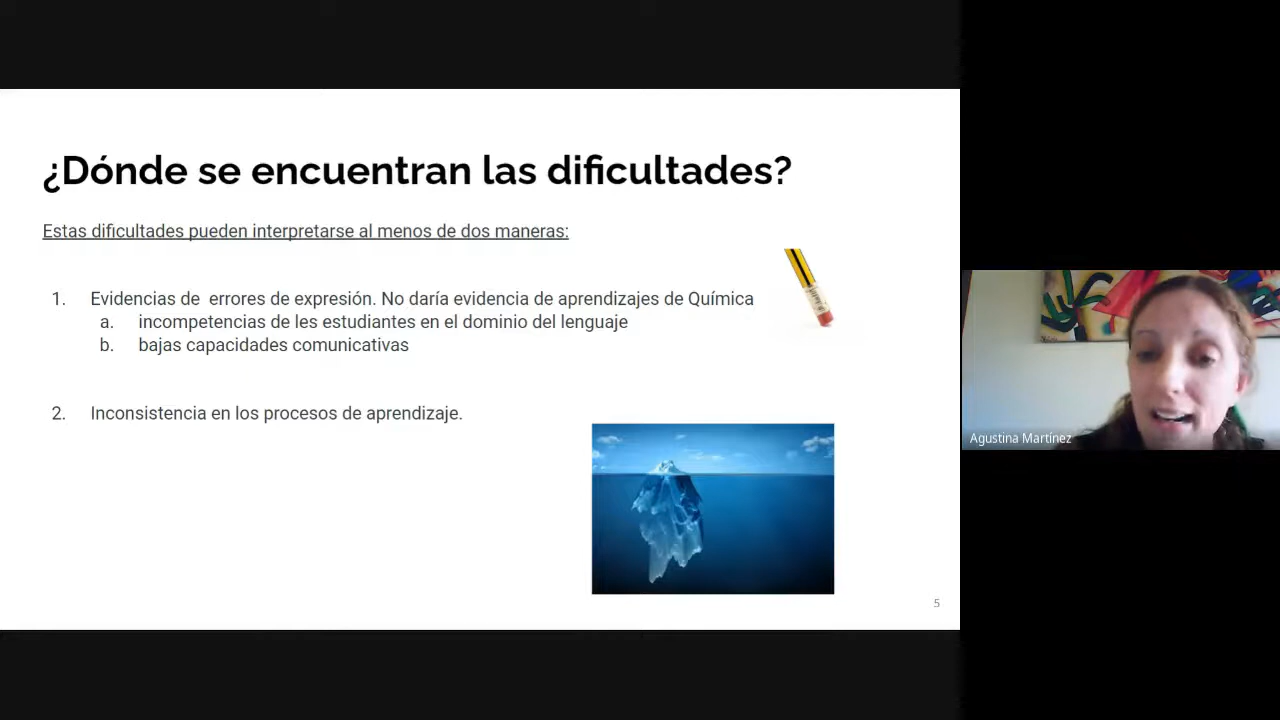 ¿Dónde se encuentran las dificultades?
Estas dificultades pueden interpretarse al menos de dos maneras:
1. Evidencias de errores de expresión. No daría evidencia de aprendizajes de Química
a. incompetencias de les estudiantes en el dominio del lenguaje
b. bajas capacidades comunicativas
2. Inconsistencia en los procesos de aprendizaje.
5
Agustina Martínez